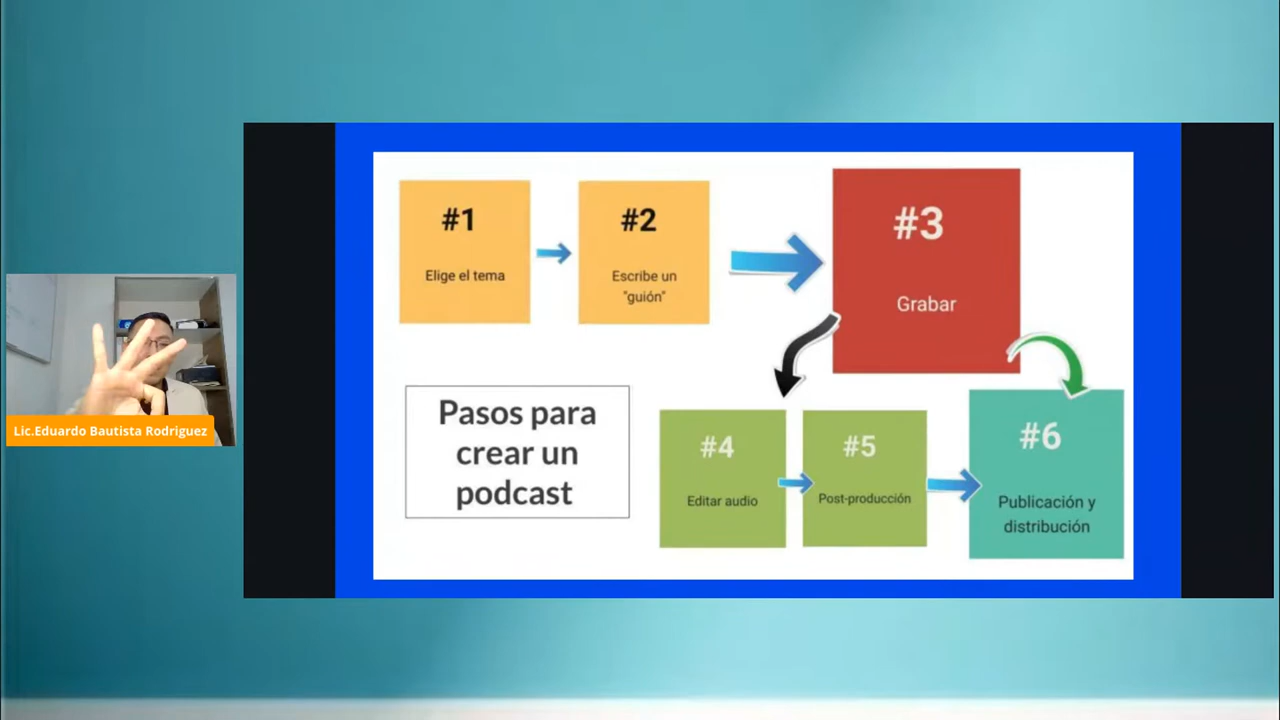 #1
Elige el tema
#2
Escribe un
"guión"
#3
Grabar
Pasos para
crear un
podcast
#4
Editar audio
#5
Post-producción
#6
Publicación y
distribución
Lic.Eduardo Bautista Rodriguez